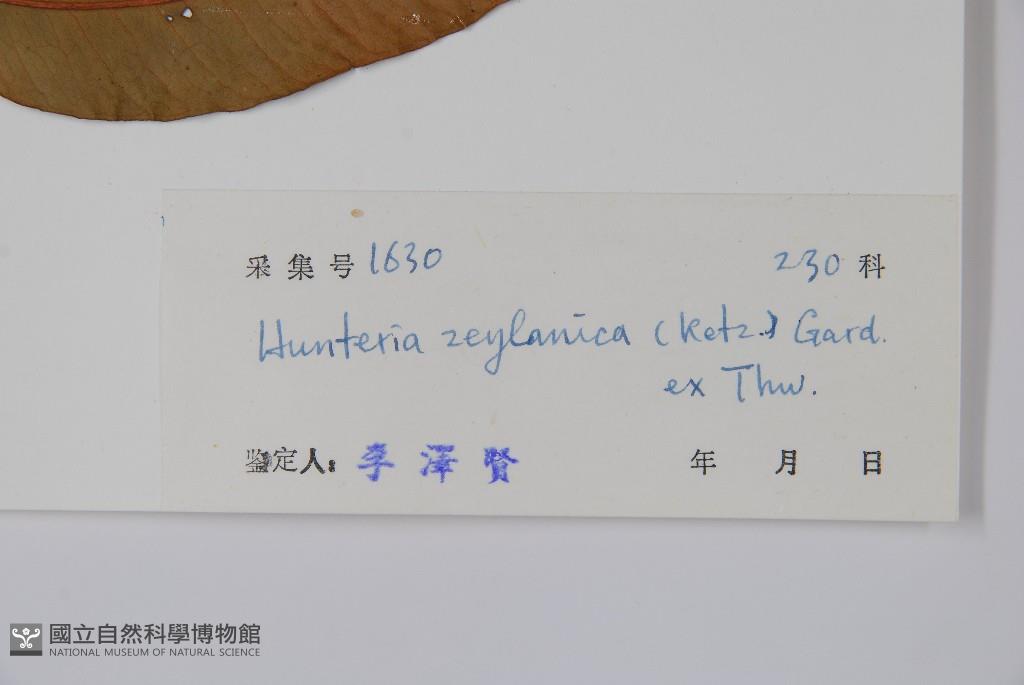 采集号 1630 230 科
Hunteria zeylanica (Retz.) Gard.
ex Thw.
鉴定人: 李澤賢 年 月 日
國立自然科學博物館
NATIONAL MUSEUM OF NATURAL SCIENCE